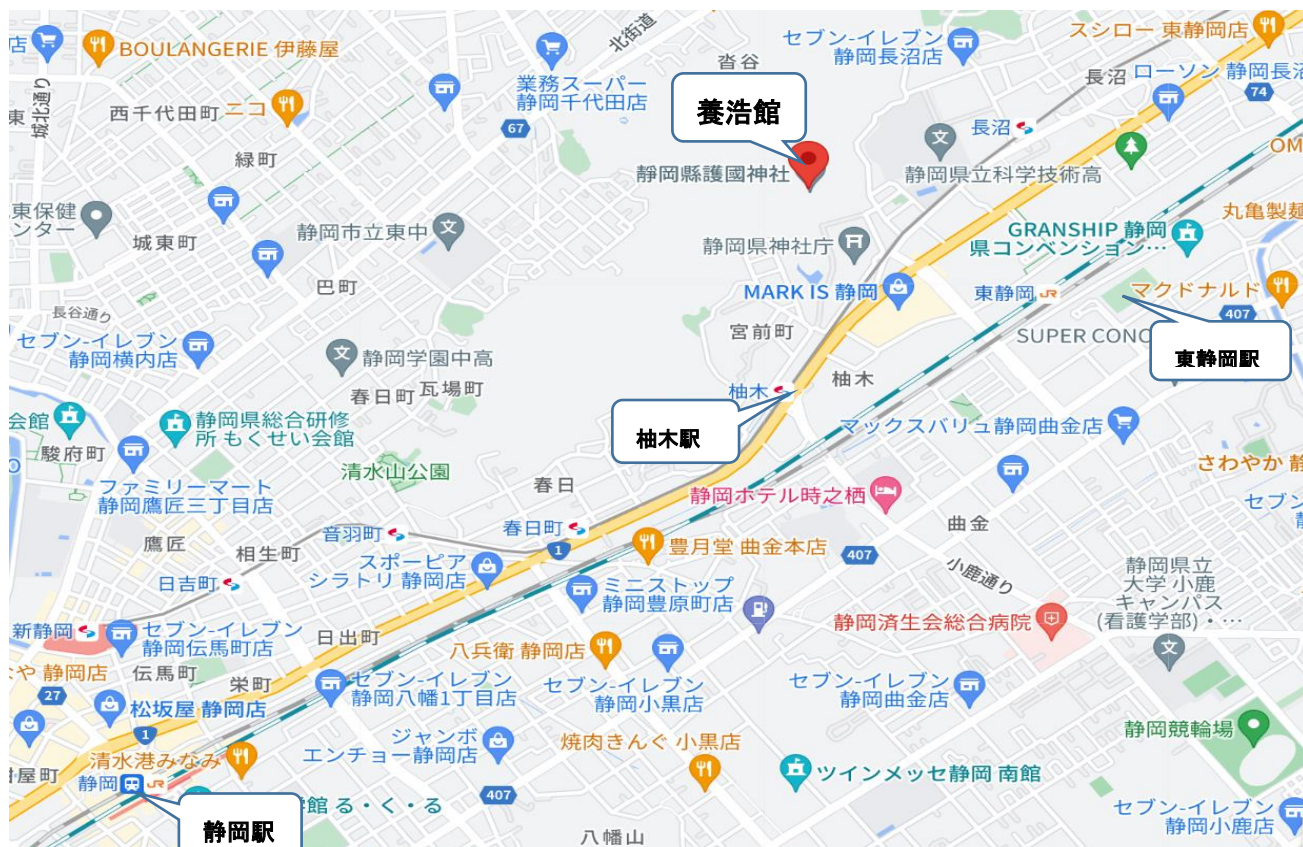 店
BOULANGERIE 伊藤屋
北街道
沓谷
セブン-イレブン
静岡長沼店
スシロー 東静岡店
長沼
ローソン 静岡長沼
74
城北通り
東
西千代田町
ニコ
業務スーパー
静岡千代田店
67
養浩館
長沼
緑町
靜岡縣護國神社
静岡県立科学技術高
OM
東保健
ンター
城東町
静岡市立東中
静岡県神社庁
GRANSHIP 静岡
県コンベンション…
丸亀製麺
巴町
MARK IS 静岡
東静岡
JR
マクドナルド
407
長谷通り
セブン-イレブン
静岡横内店
静岡学園中高
宮前町
SUPER CONC
東静岡駅
春日町
瓦場町
柚木
柚木
会館
静岡県総合研修
所 もくせい会館
柚木駅
マックスバリュ静岡曲金店
駿府町
清水山公園
さわやか 静
ファミリーマート
静岡鷹匠三丁目店
春日
静岡ホテル時之栖
セブ
曲金
鷹匠
相生町
音羽町
春日町
1
豊月堂 曲金本店
407
小鹿通り
スポーピア
シラトリ 静岡店
静岡県立
大学 小鹿
キャンパス
(看護学部)・…
日吉町
ミニストップ
静岡豊原町店
静岡済生会総合病院
新静岡
セブン-イレブン
静岡伝馬町店
日出町
八兵衛 静岡店
や 静岡店
伝馬町
栄町
27
松坂屋 静岡店
セブン-イレブン
静岡八幡1丁目店
セブン-イレブン
静岡小黒店
セブン-イレブン
静岡曲金店
静岡競輪場
1
ジャンボ
エンチョー静岡店
焼肉きんぐ 小黒店
清水港みなみ
ツインメッセ静岡 南館
屋町
静岡
JR
館 る・く・る
407
セブン-イレブン
静岡小鹿店
静岡駅
八幡山